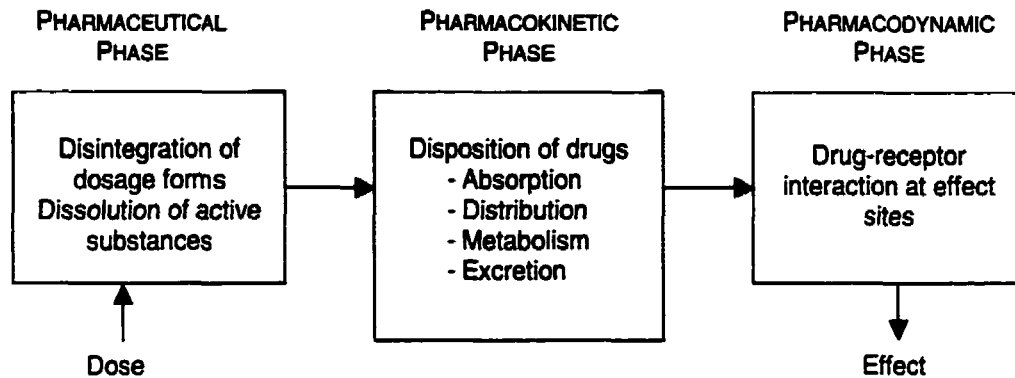 PHARMACEUTICAL
PHASE
Disintegration of
dosage forms
Dissolution of active
substances
Dose
PHARMACOKINETIC
PHASE
Disposition of drugs
- Absorption
- Distribution
- Metabolism
- Excretion
PHARMACODYNAMIC
PHASE
Drug-receptor
interaction at effect
sites
Effect